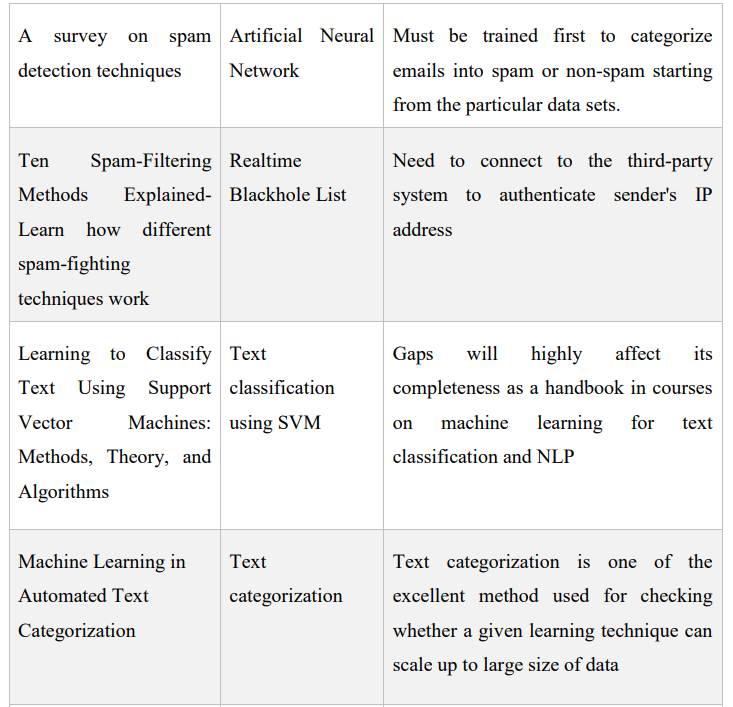 A survey on spam
detection techniques
Artificial Neural
Network
Must be trained first to categorize
emails into spam or non-spam starting
from the particular data sets.
Ten Spam-Filtering
Methods Explained-
Learn how different
spam-fighting
techniques work
Realtime
Blackhole List
Need to connect to the third-party
system to authenticate sender's IP
address
Learning to Classify
Text Using Support
Vector Machines:
Methods, Theory, and
Algorithms
Text
classification
using SVM
Gaps will highly affect its
completeness as a handbook in courses
on machine learning for text
classification and NLP
Machine Learning in
Automated Text
Categorization
Text
categorization
Text categorization is one of the
excellent method used for checking
whether a given learning technique can
scale up to large size of data